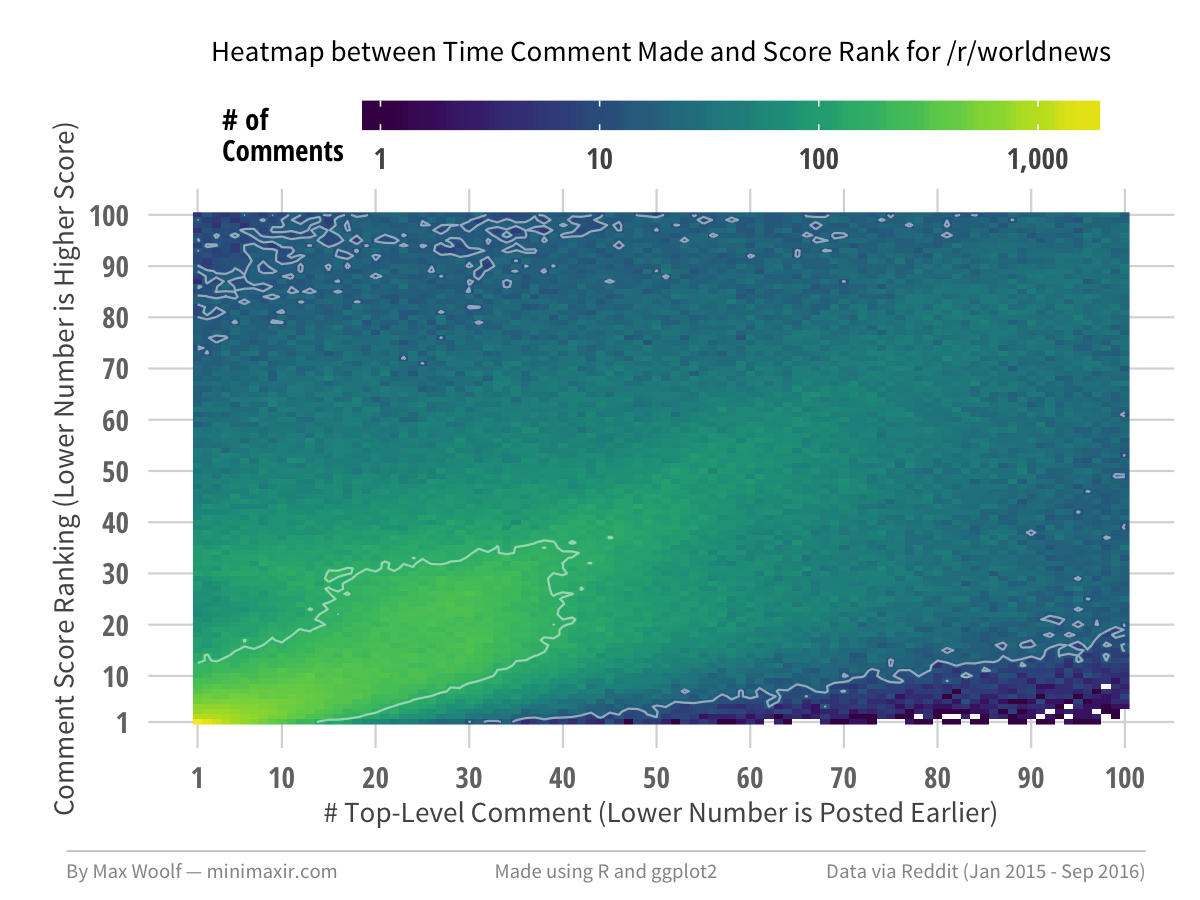 Heatmap between Time Comment Made and Score Rank for /r/worldnews
# of
Comments
1 10 100 1,000
Comment Score Ranking (Lower Number is Higher Score)
100
90
80
70
60
50
40
30
20
10
1
1 10 20 30 40 50 60 70 80 90 100
# Top-Level Comment (Lower Number is Posted Earlier)
By Max Woolf — minimaxir.com
Made using R and ggplot2
Data via Reddit (Jan 2015 - Sep 2016)